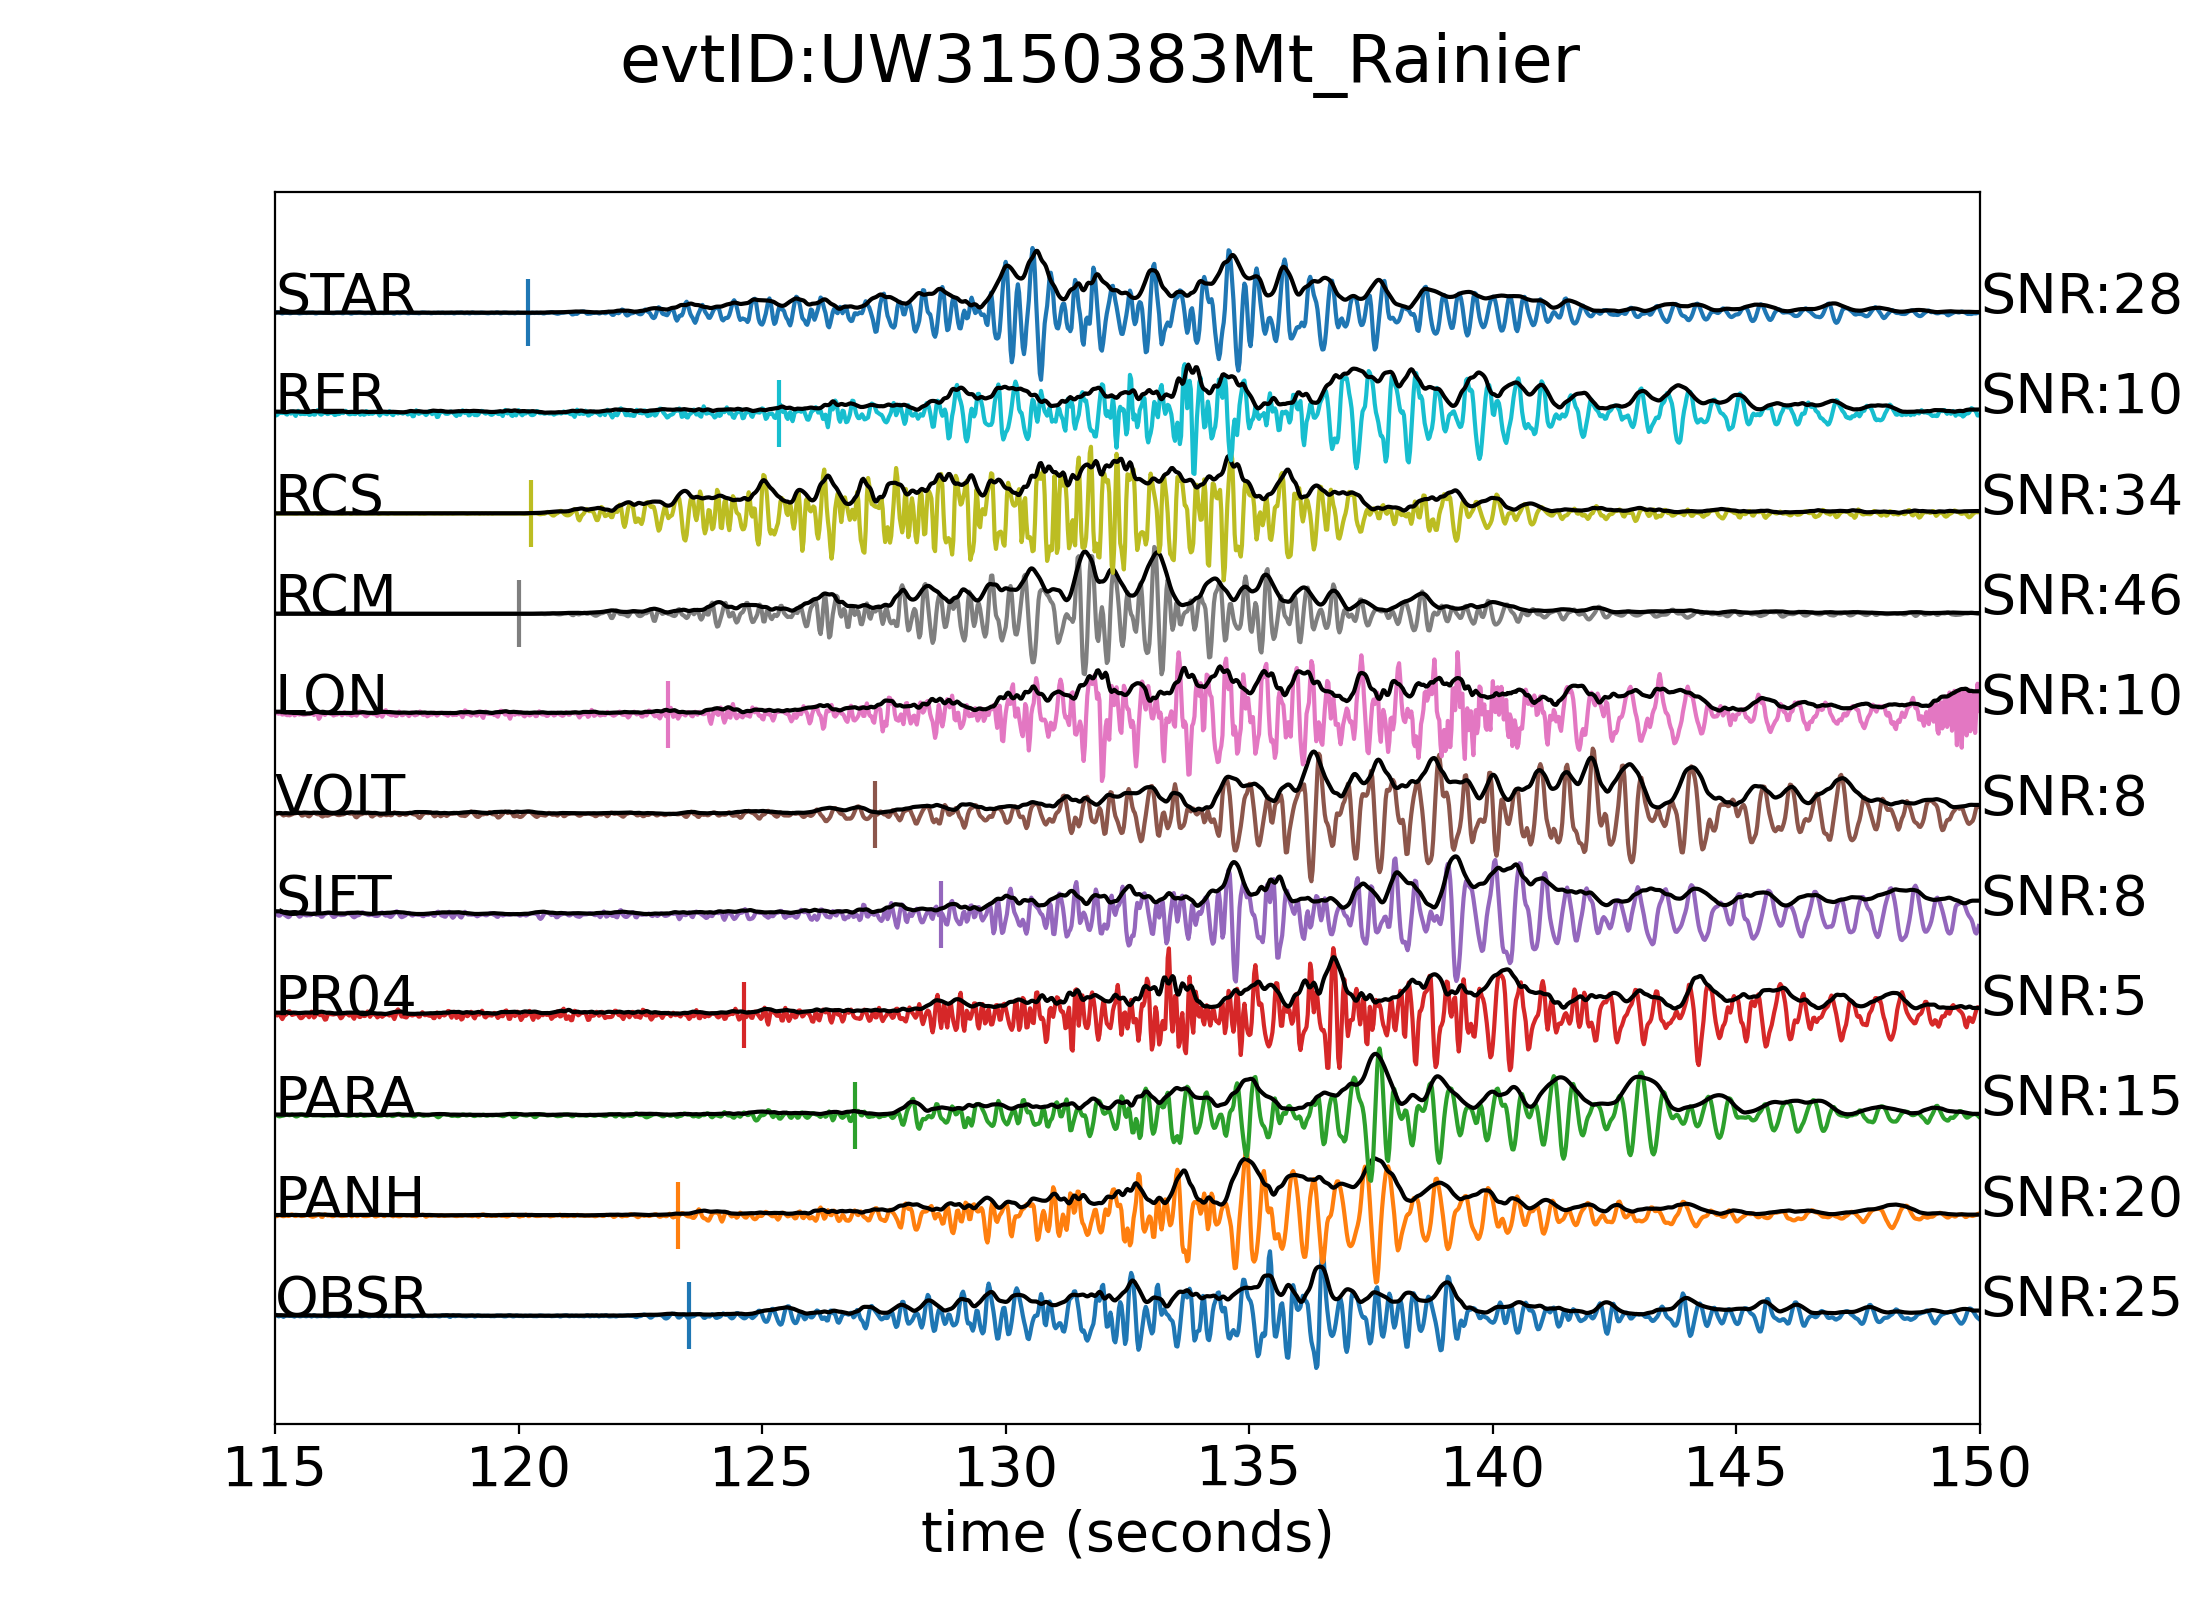 evtID:UW3150383Mt_Rainier
STAR SNR:28
RER SNR:10
RCS SNR:34
RCM SNR:46
LON SNR:10
VOIT SNR:8
SIFT SNR:8
PR04 SNR:5
PARA SNR:15
PANH SNR:20
OBSR SNR:25
115 120 125 130 135 140 145 150
time (seconds)